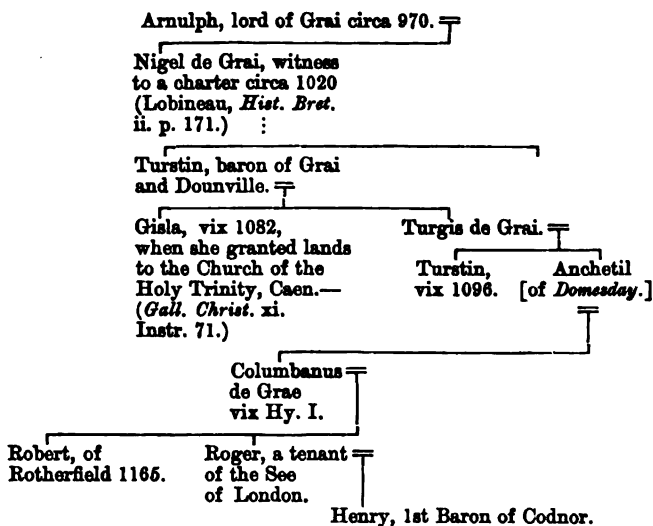 Arnulph, lord of Grai circa 970.
Nigel de Grai, witness
to a charter circa 1020
(Lobineau, Hist. Bret.
ii. p. 171.)
Turstin, baron of Grai
and Dounville.
Gisla, vix 1082,
when she granted lands
to the Church of the
Holy Trinity, Caen.—
(Gall. Christ. xi.
Instr. 71.)
Turgis de Grai.
Turstin,
vix 1096.
Anchetil
[of Domesday.]
Columbanus
de Grae
vix Hy. I.
Robert, of
Rotherfield 1165.
Roger, a tenant
of the See
of London.
Henry, 1st Baron of Codnor.